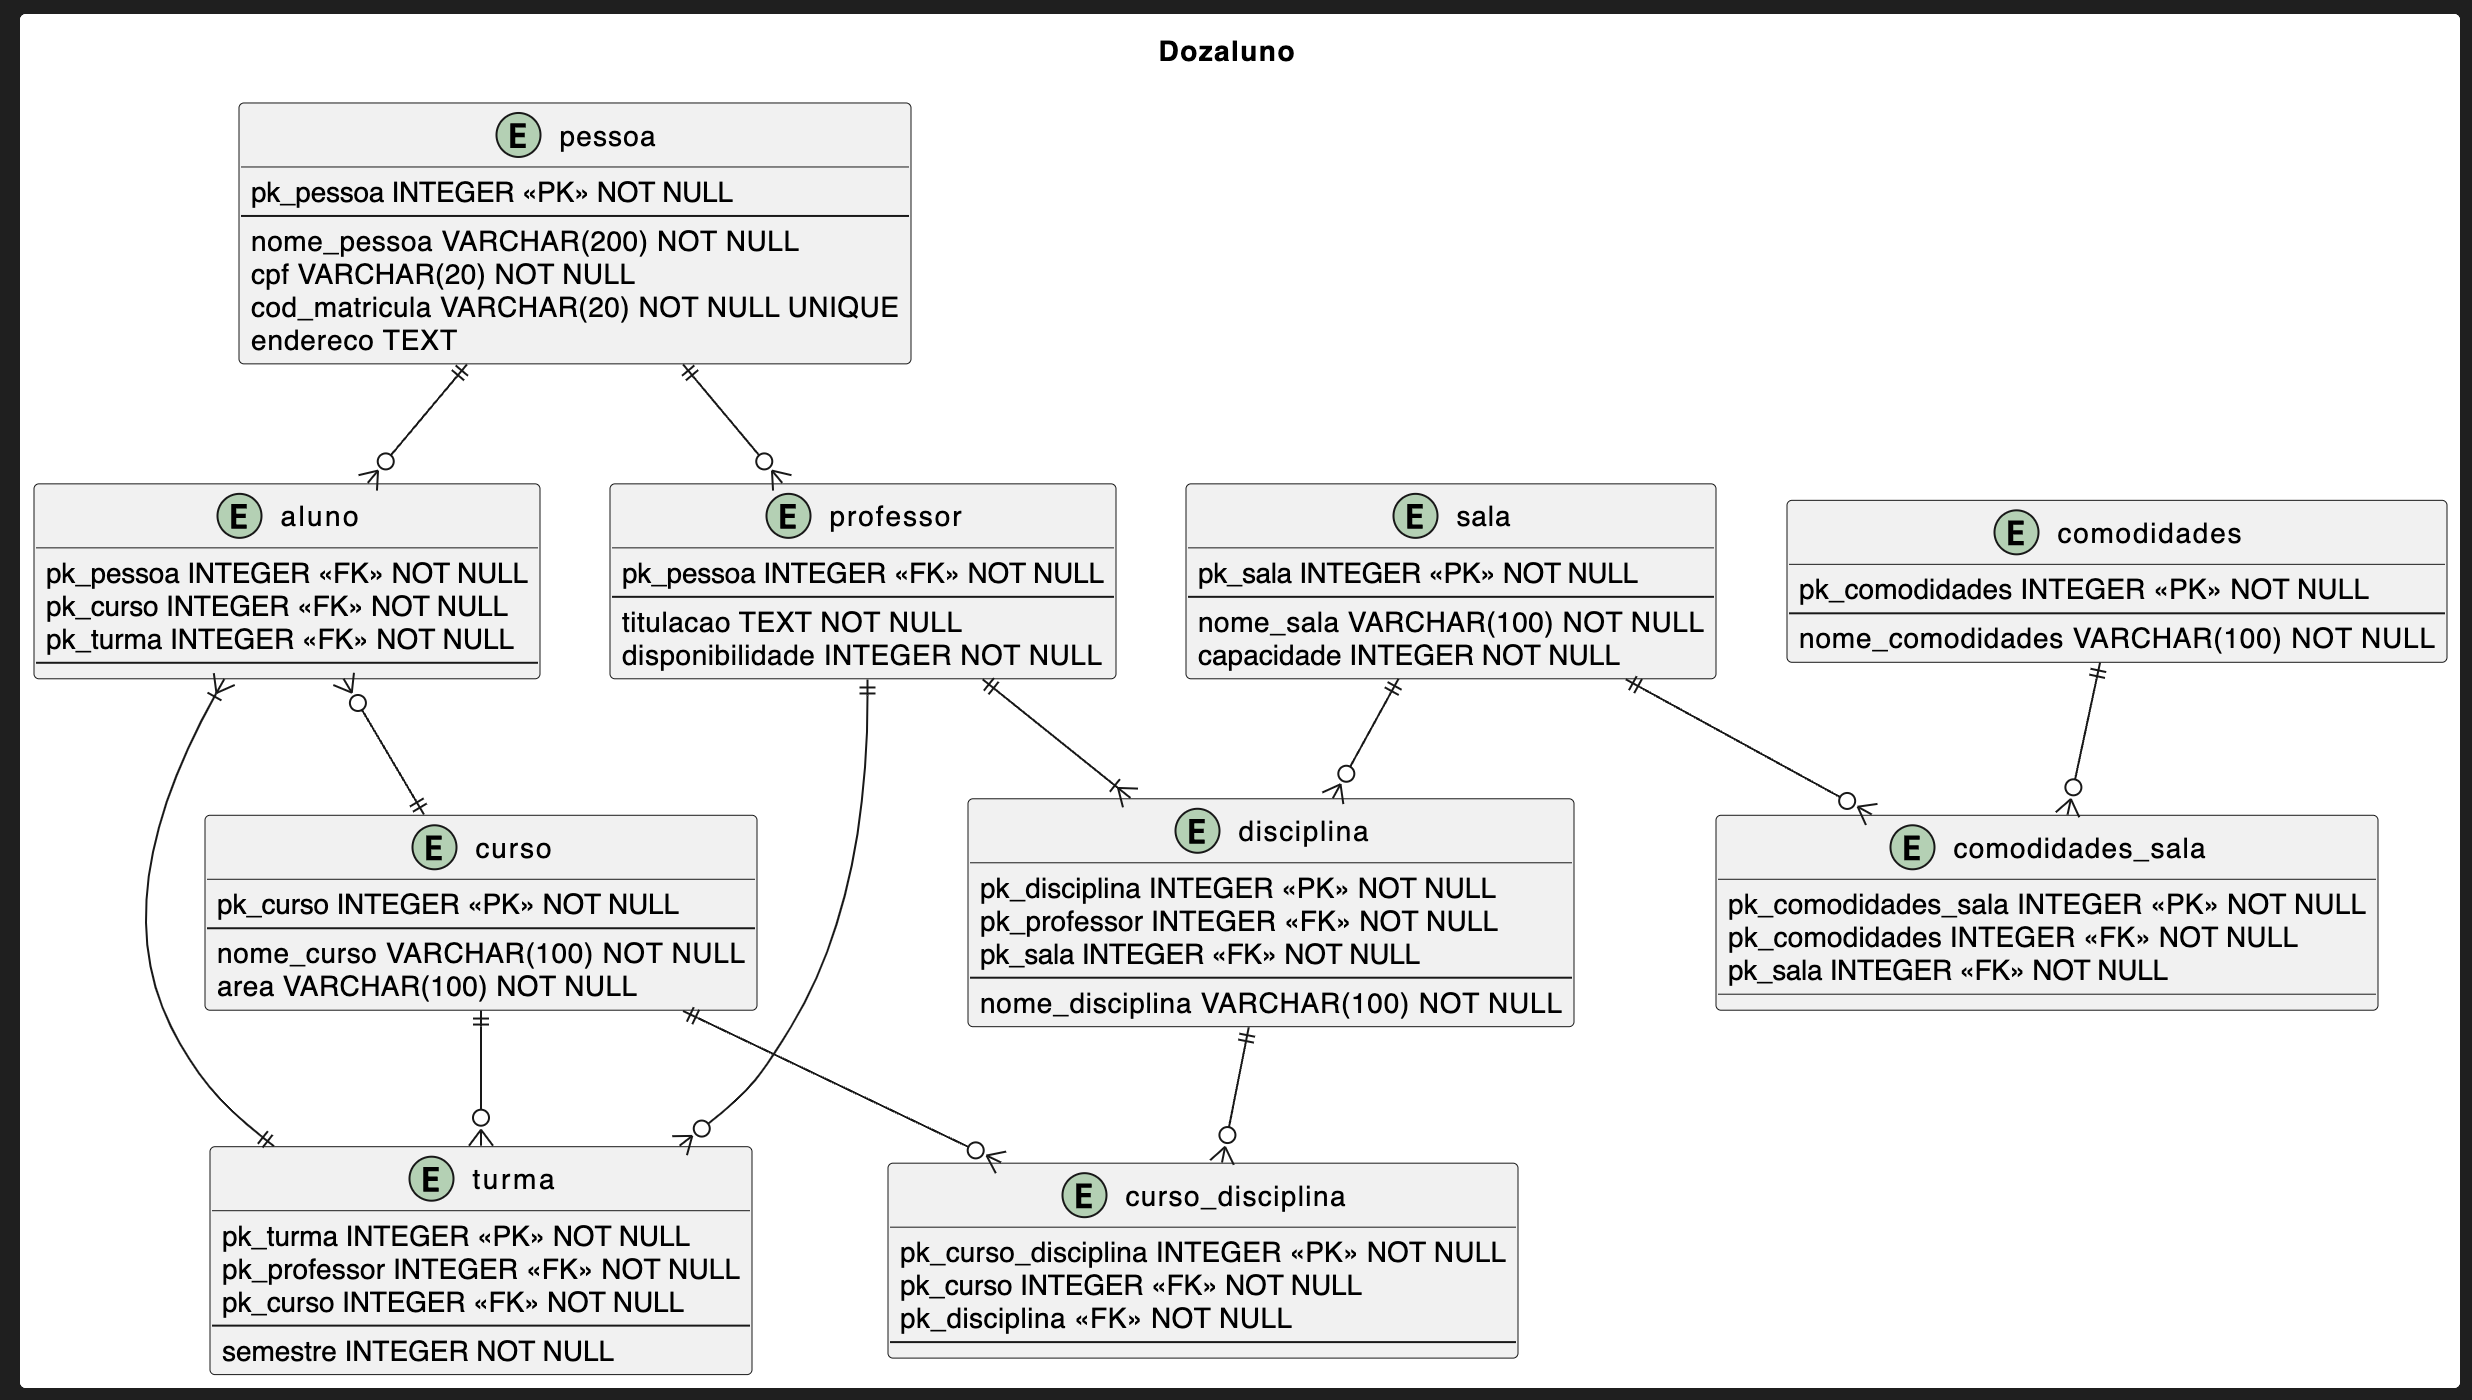 Dozaluno
E pessoa
pk_pessoa INTEGER «PK» NOT NULL
nome_pessoa VARCHAR(200) NOT NULL
cpf VARCHAR(20) NOT NULL
cod_matricula VARCHAR(20) NOT NULL UNIQUE
endereco TEXT
E aluno
pk_pessoa INTEGER «FK» NOT NULL
pk_curso INTEGER «FK» NOT NULL
pk_turma INTEGER «FK» NOT NULL
E professor
pk_pessoa INTEGER «FK» NOT NULL
titulacao TEXT NOT NULL
disponibilidade INTEGER NOT NULL
E sala
pk_sala INTEGER «PK» NOT NULL
nome_sala VARCHAR(100) NOT NULL
capacidade INTEGER NOT NULL
E comodidades
pk_comodidades INTEGER «PK» NOT NULL
nome_comodidades VARCHAR(100) NOT NULL
E curso
pk_curso INTEGER «PK» NOT NULL
nome_curso VARCHAR(100) NOT NULL
area VARCHAR(100) NOT NULL
E disciplina
pk_disciplina INTEGER «PK» NOT NULL
pk_professor INTEGER «FK» NOT NULL
pk_sala INTEGER «FK» NOT NULL
nome_disciplina VARCHAR(100) NOT NULL
E comodidades_sala
pk_comodidades_sala INTEGER «PK» NOT NULL
pk_comodidades INTEGER «FK» NOT NULL
pk_sala INTEGER «FK» NOT NULL
E turma
pk_turma INTEGER «PK» NOT NULL
pk_professor INTEGER «FK» NOT NULL
pk_curso INTEGER «FK» NOT NULL
semestre INTEGER NOT NULL
E curso_disciplina
pk_curso_disciplina INTEGER «PK» NOT NULL
pk_curso INTEGER «FK» NOT NULL
pk_disciplina «FK» NOT NULL